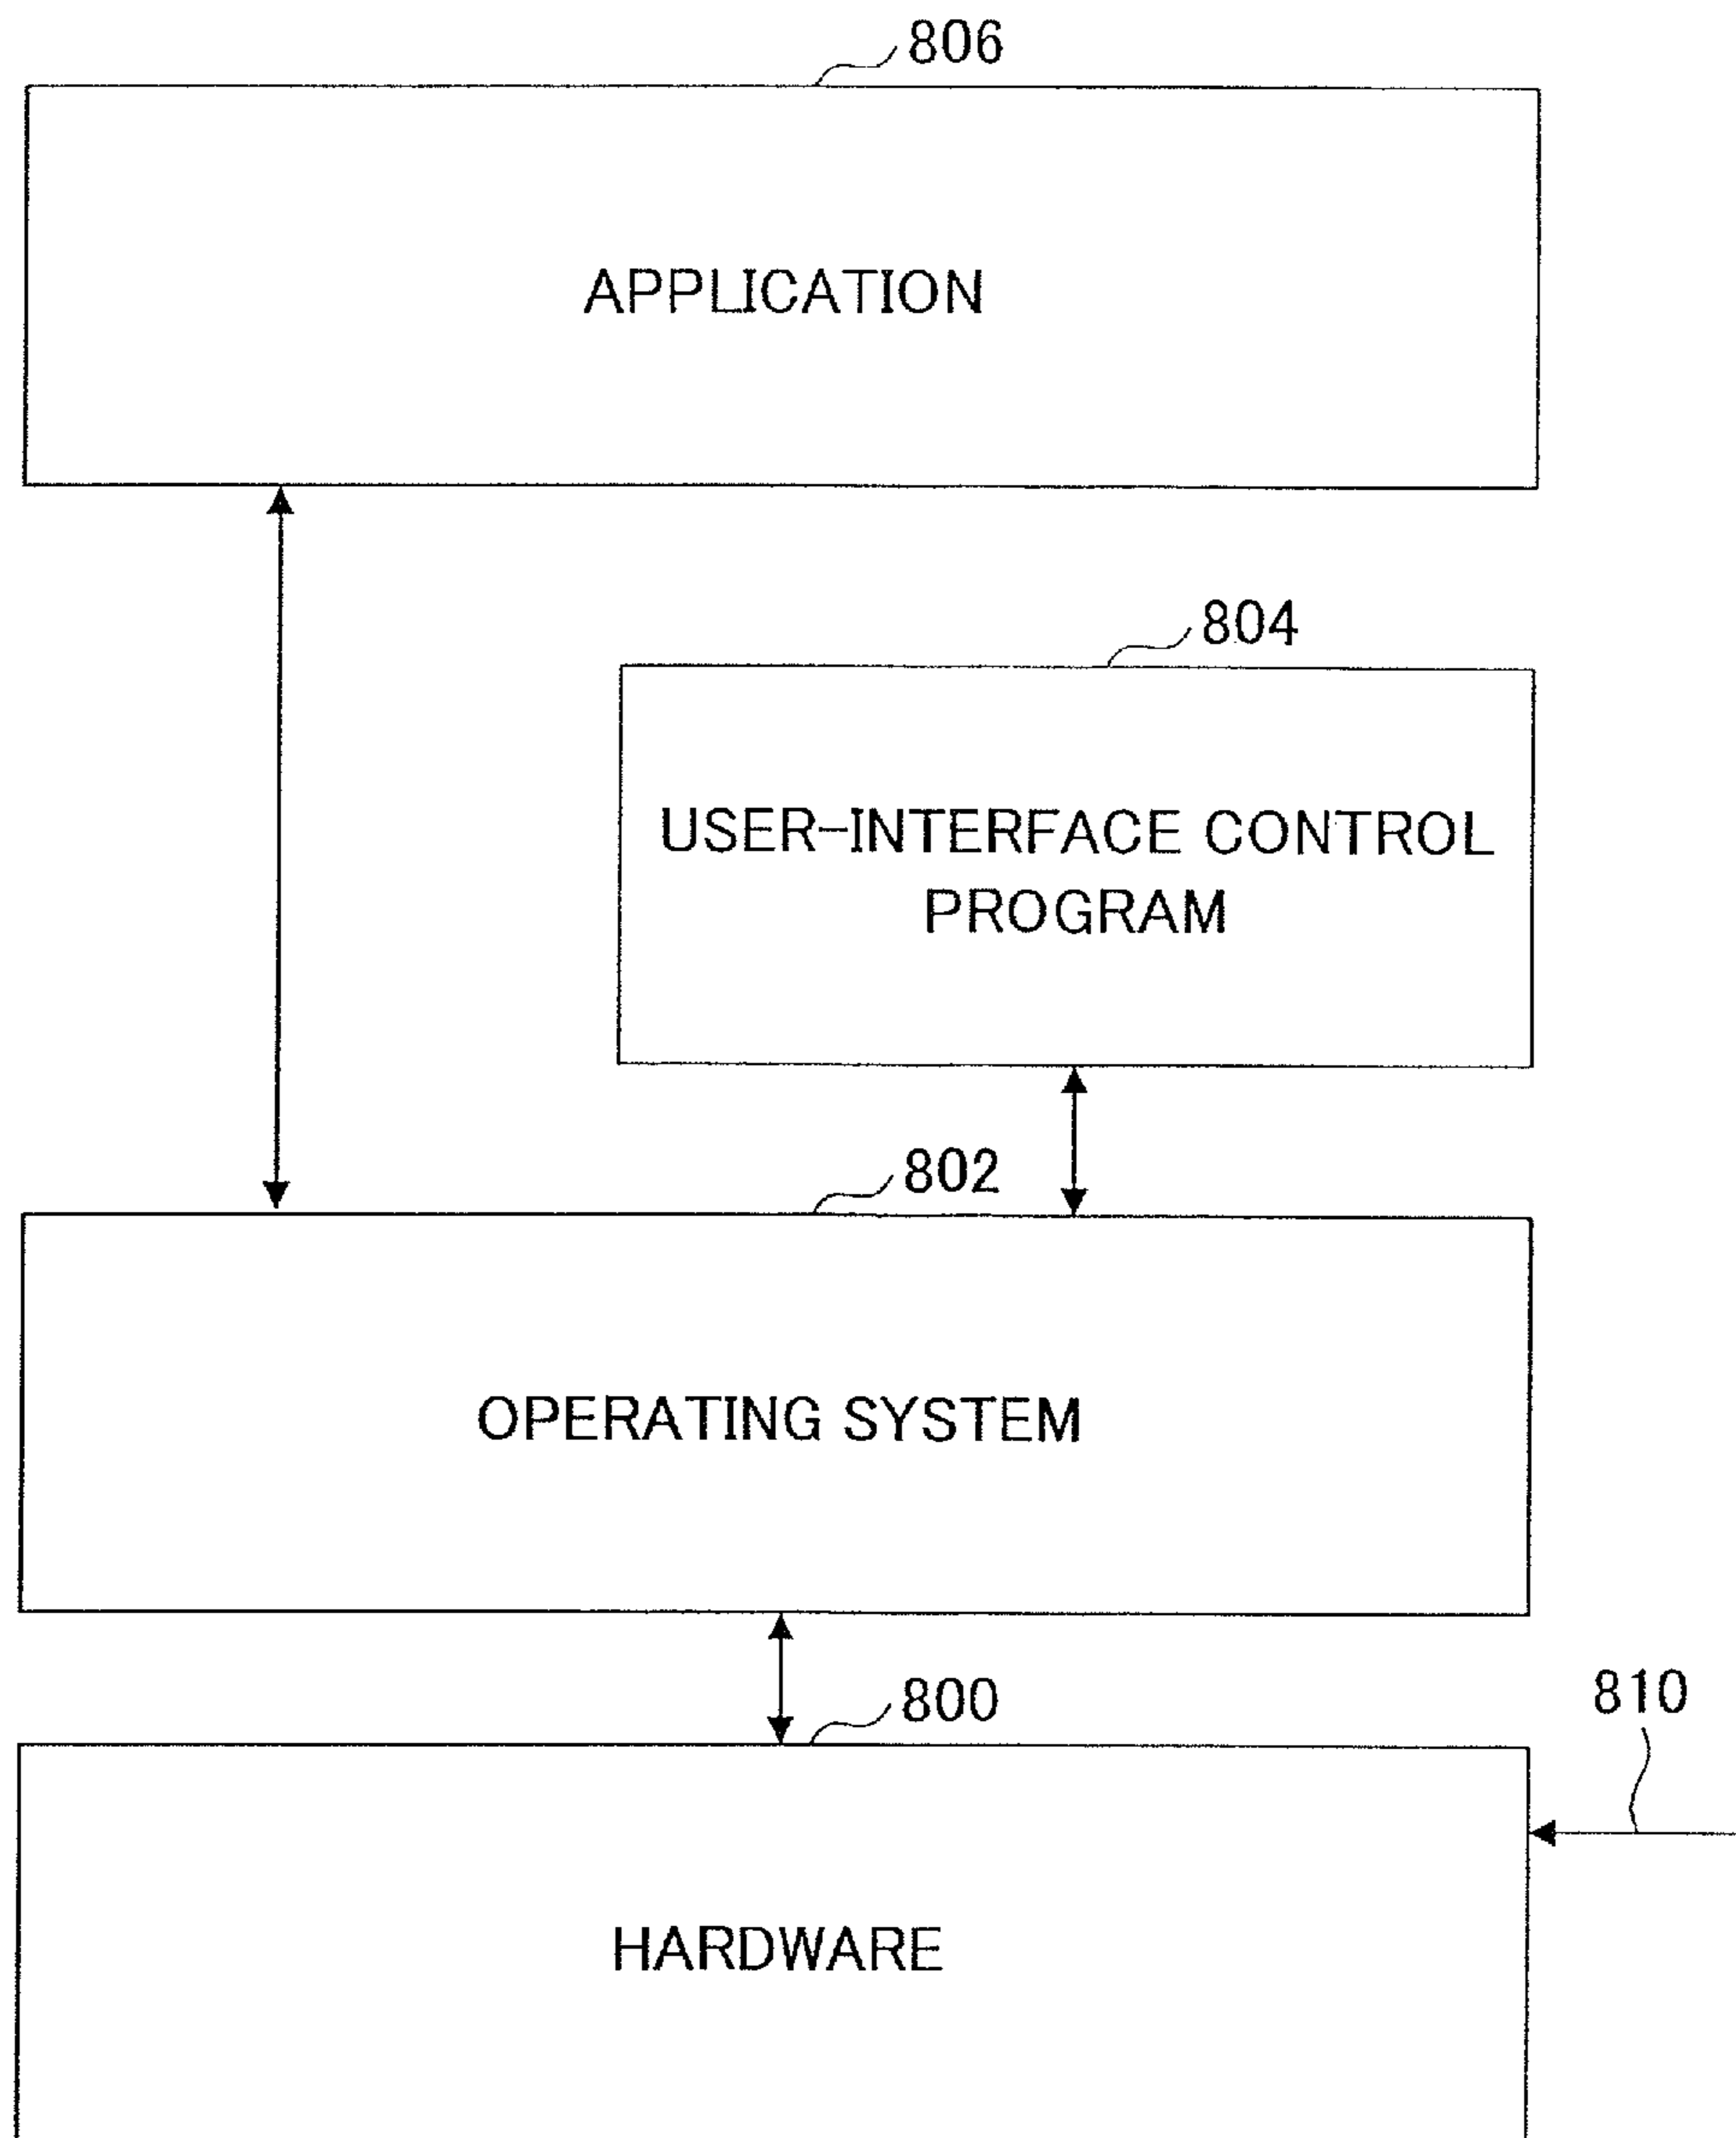 806
APPLICATION
804
USER-INTERFACE CONTROL
PROGRAM
802
OPERATING SYSTEM
800
810
HARDWARE